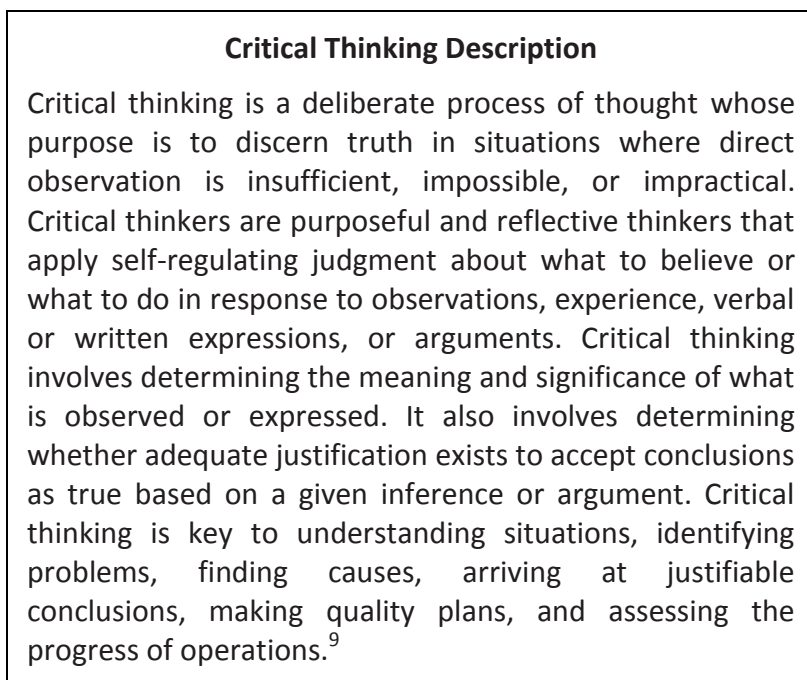 Critical Thinking Description
Critical thinking is a deliberate process of thought whose
purpose is to discern truth in situations where direct
observation is insufficient, impossible, or impractical.
Critical thinkers are purposeful and reflective thinkers that
apply self-regulating judgment about what to believe or
what to do in response to observations, experience, verbal
or written expressions, or arguments. Critical thinking
involves determining the meaning and significance of what
is observed or expressed. It also involves determining
whether adequate justification exists to accept conclusions
as true based on a given inference or argument. Critical
thinking is key to understanding situations, identifying
problems, finding causes, arriving at justifiable
conclusions, making quality plans, and assessing the
progress of operations.9